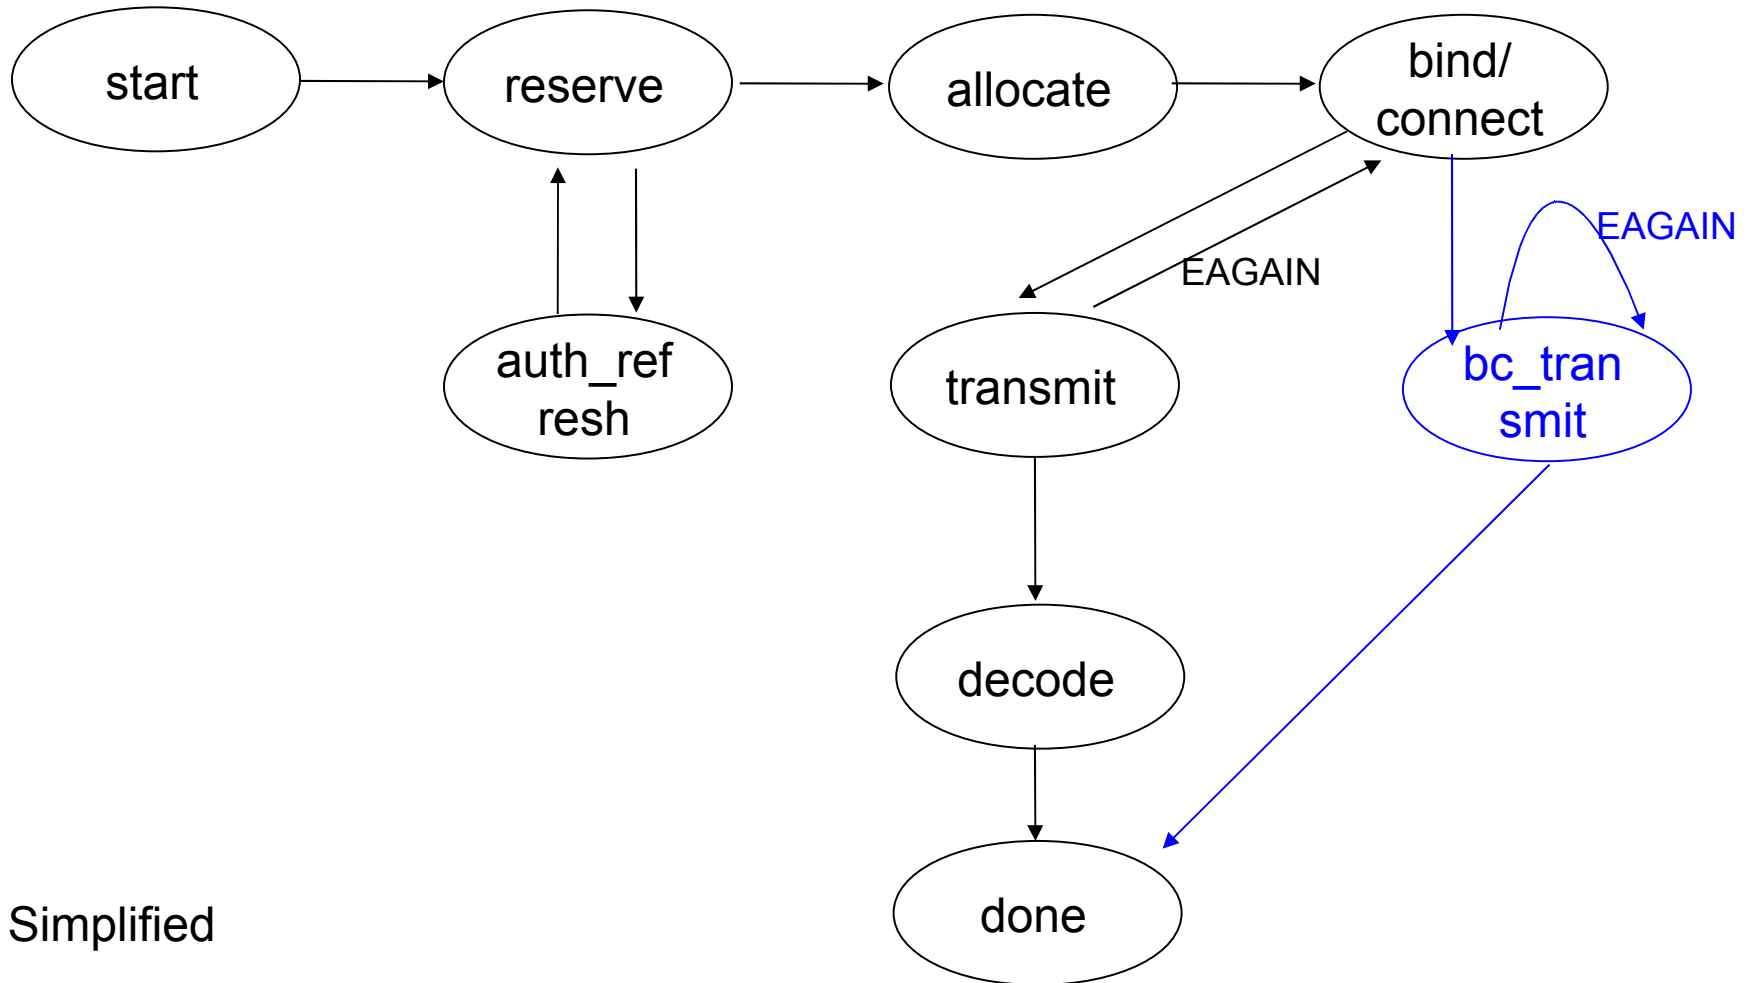 start
reserve
allocate
bind/
connect
EAGAIN
EAGAIN
auth_ref
resh
transmit
bc_tran
smit
decode
done
Simplified